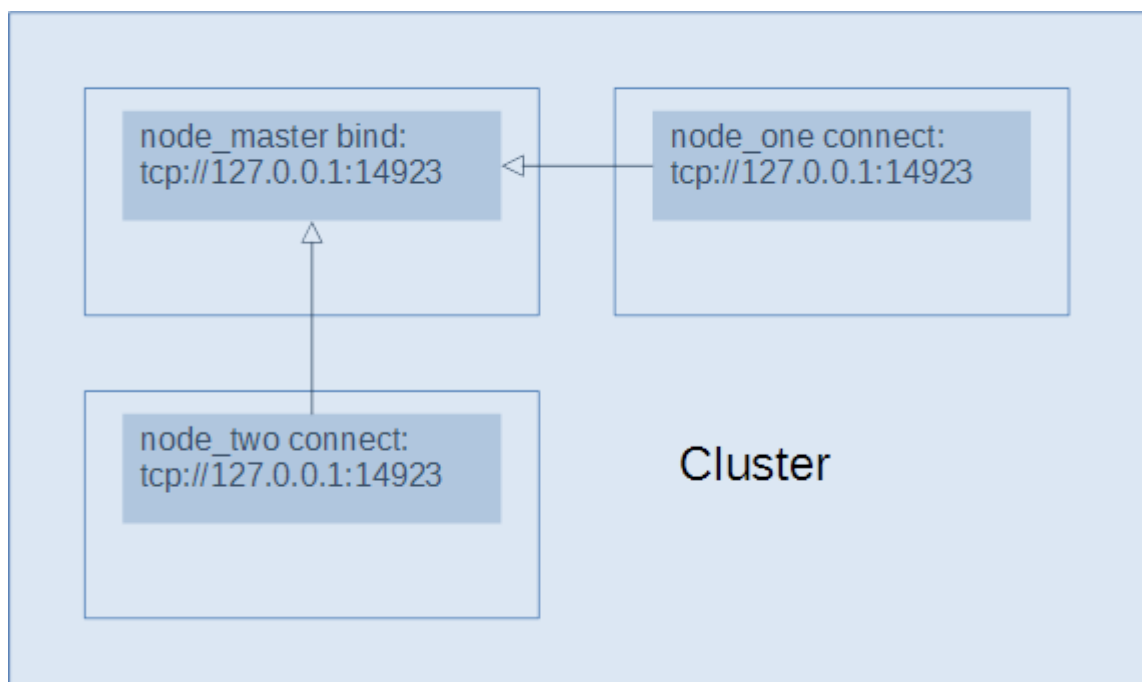 node_master bind:
tcp://127.0.0.1:14923
node_one connect:
tcp://127.0.0.1:14923
node_two connect:
tcp://127.0.0.1:14923
Cluster